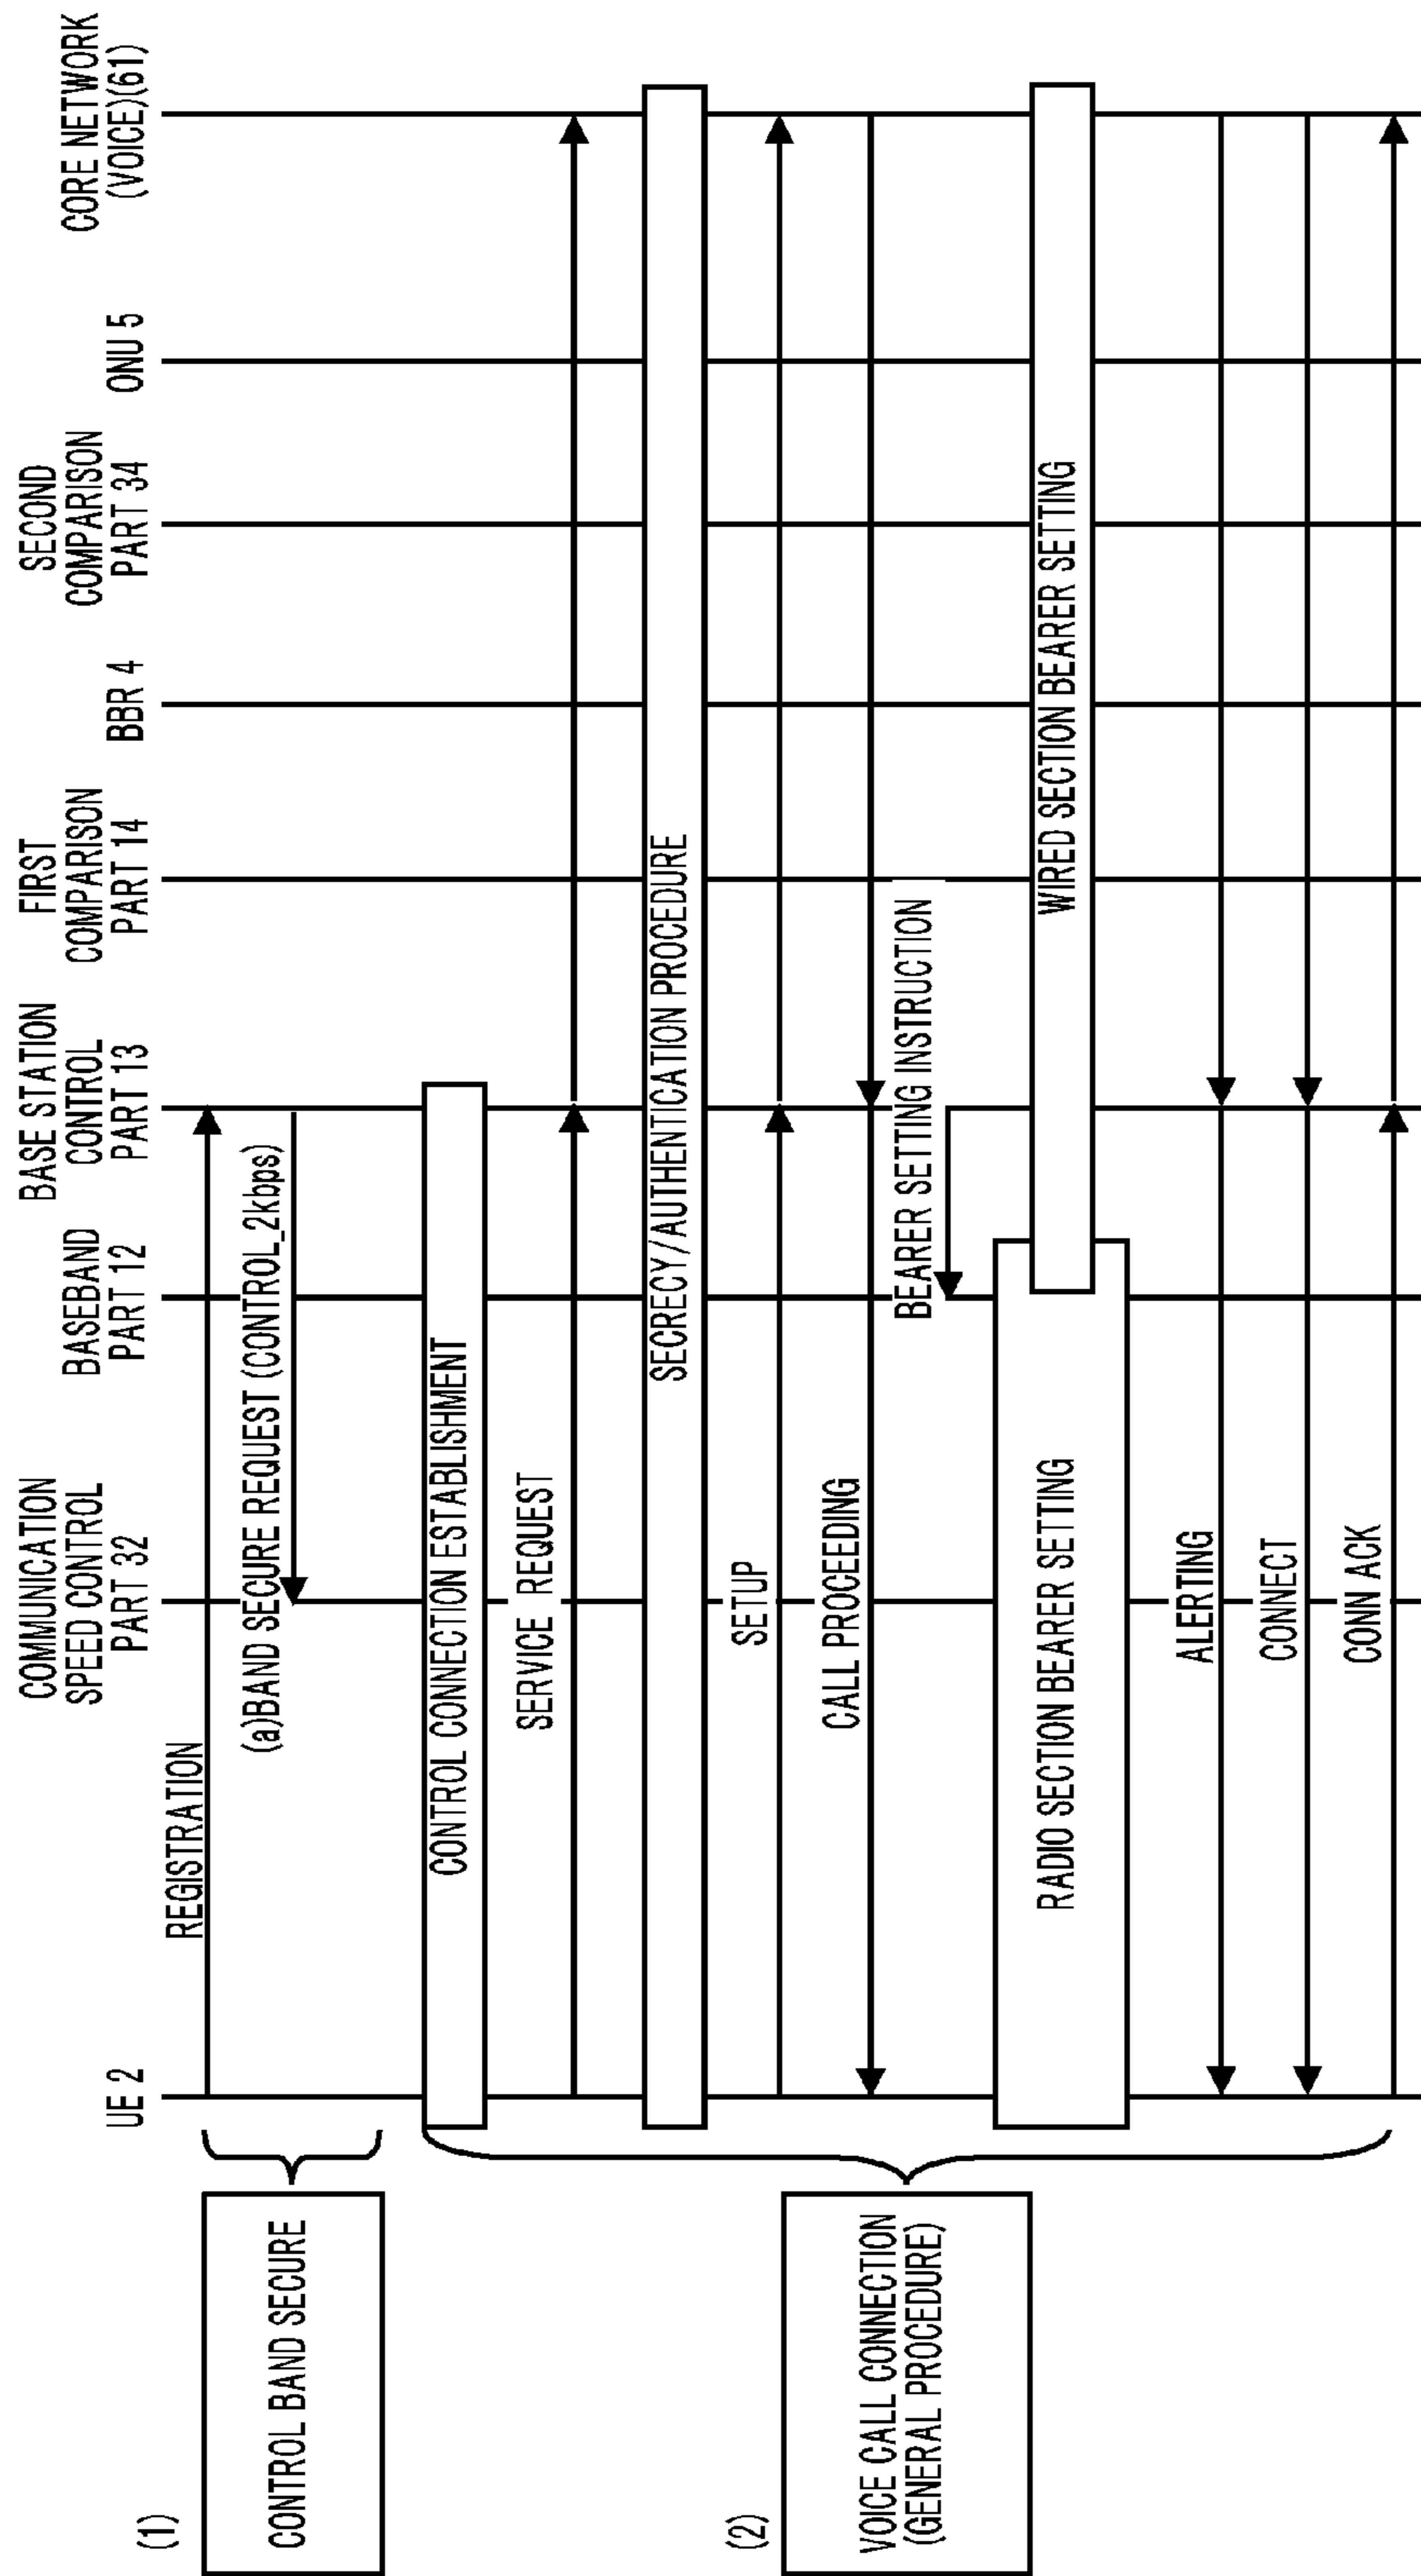 UE 2
COMMUNICATION
SPEED CONTROL
PART 32
BASEBAND
PART 12
BASE STATION
CONTROL
PART 13
FIRST
COMPARISON
PART 14
BBR 4
SECOND
COMPARISON
PART 34
ONU 5
CORE NETWORK
(VOICE)(61)
(1)
CONTROL BAND SECURE
REGISTRATION
(a)BAND SECURE REQUEST (CONTROL_2kbps)
(2)
VOICE CALL CONNECTION
(GENERAL PROCEDURE)
CONTROL CONNECTION ESTABLISHMENT
SERVICE REQUEST
SECRECY/AUTHENTICATION PROCEDURE
SETUP
CALL PROCEEDING
BEARER SETTING INSTRUCTION
RADIO SECTION BEARER SETTING
WIRED SECTION BEARER SETTING
ALERTING
CONNECT
CONN ACK